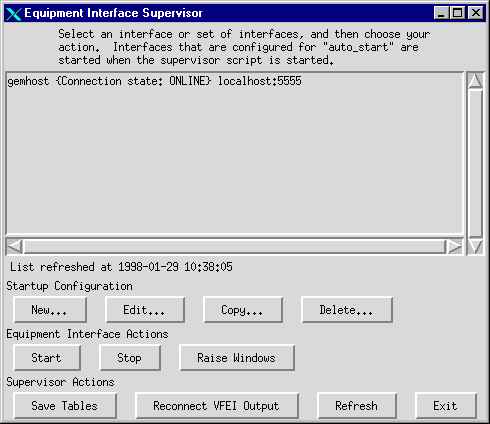 Equipment Interface Supervisor
Select an interface or set of interfaces, and then choose your
action.  Interfaces that are configured for "auto_start" are
started when the supervisor script is started.
gemhost {Connection state: ONLINE} localhost:5555
List refreshed at 1998-01-29 10:38:05
Startup Configuration
New... Edit... Copy... Delete...
Equipment Interface Actions
Start Stop Raise Windows
Supervisor Actions
Save Tables Reconnect VFEI Output Refresh Exit